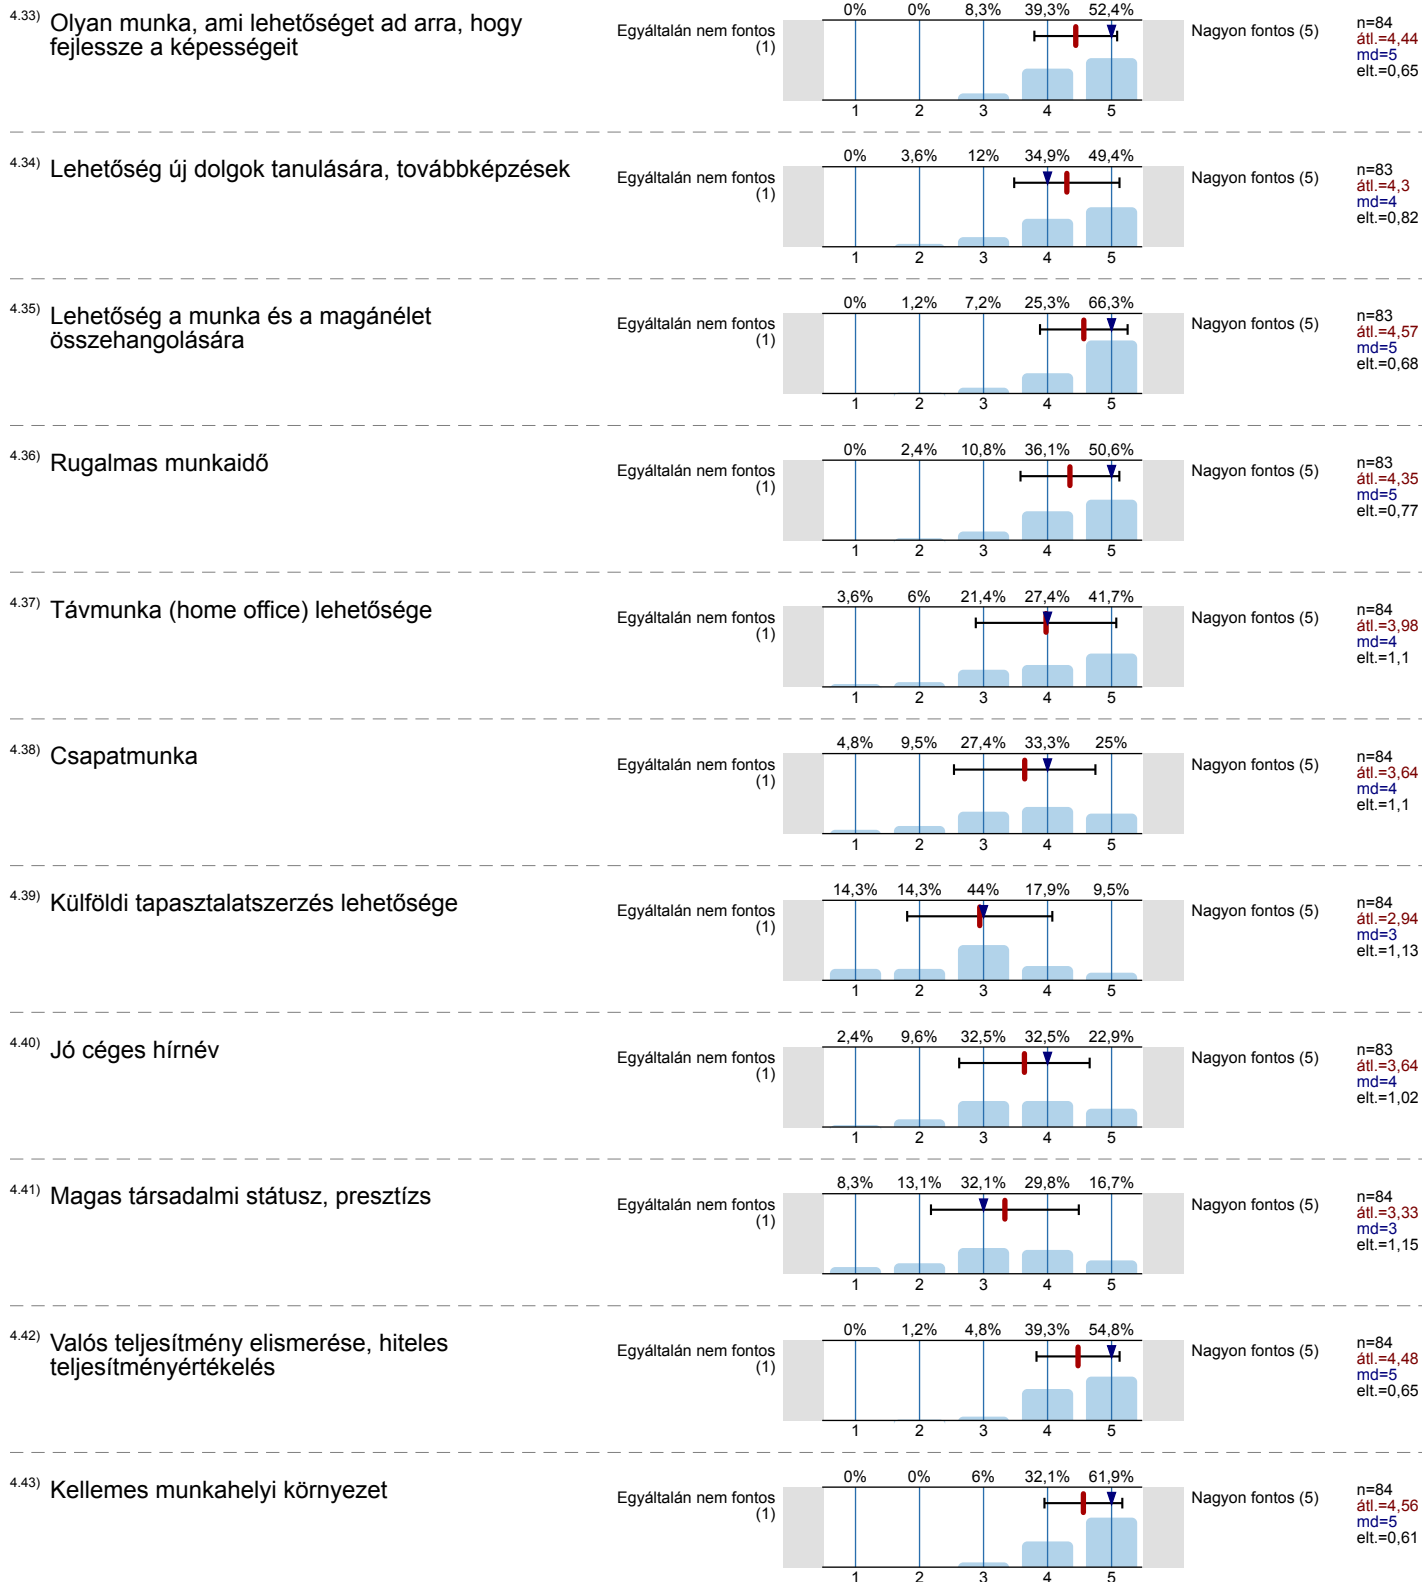 4.33) Olyan munka, ami lehetőséget ad arra, hogy
fejlessze a képességeit
Egyáltalán nem fontos
(1)
0% 0% 8,3% 39,3% 52,4%
1 2 3 4 5
Nagyon fontos (5)
n=84
átl.=4,44
md=5
elt.=0,65
4.34) Lehetőség új dolgok tanulására, továbbképzések
Egyáltalán nem fontos
(1)
0% 3,6% 12% 34,9% 49,4%
1 2 3 4 5
Nagyon fontos (5)
n=83
átl.=4,3
md=4
elt.=0,82
4.35) Lehetőség a munka és a magánélet
összehangolására
Egyáltalán nem fontos
(1)
0% 1,2% 7,2% 25,3% 66,3%
1 2 3 4 5
Nagyon fontos (5)
n=83
átl.=4,57
md=5
elt.=0,68
4.36) Rugalmas munkaidő
Egyáltalán nem fontos
(1)
0% 2,4% 10,8% 36,1% 50,6%
1 2 3 4 5
Nagyon fontos (5)
n=83
átl.=4,35
md=5
elt.=0,77
4.37) Távmunka (home office) lehetősége
Egyáltalán nem fontos
(1)
3,6% 6% 21,4% 27,4% 41,7%
1 2 3 4 5
Nagyon fontos (5)
n=84
átl.=3,98
md=4
elt.=1,1
4.38) Csapatmunka
Egyáltalán nem fontos
(1)
4,8% 9,5% 27,4% 33,3% 25%
1 2 3 4 5
Nagyon fontos (5)
n=84
átl.=3,64
md=4
elt.=1,1
4.39) Külföldi tapasztalatszerzés lehetősége
Egyáltalán nem fontos
(1)
14,3% 14,3% 44% 17,9% 9,5%
1 2 3 4 5
Nagyon fontos (5)
n=84
átl.=2,94
md=3
elt.=1,13
4.40) Jó céges hírnév
Egyáltalán nem fontos
(1)
2,4% 9,6% 32,5% 32,5% 22,9%
1 2 3 4 5
Nagyon fontos (5)
n=83
átl.=3,64
md=4
elt.=1,02
4.41) Magas társadalmi státusz, presztízs
Egyáltalán nem fontos
(1)
8,3% 13,1% 32,1% 29,8% 16,7%
1 2 3 4 5
Nagyon fontos (5)
n=84
átl.=3,33
md=3
elt.=1,15
4.42) Valós teljesítmény elismerése, hiteles
teljesítményértékelés
Egyáltalán nem fontos
(1)
0% 1,2% 4,8% 39,3% 54,8%
1 2 3 4 5
Nagyon fontos (5)
n=84
átl.=4,48
md=5
elt.=0,65
4.43) Kellemes munkahelyi környezet
Egyáltalán nem fontos
(1)
0% 0% 6% 32,1% 61,9%
1 2 3 4 5
Nagyon fontos (5)
n=84
átl.=4,56
md=5
elt.=0,61